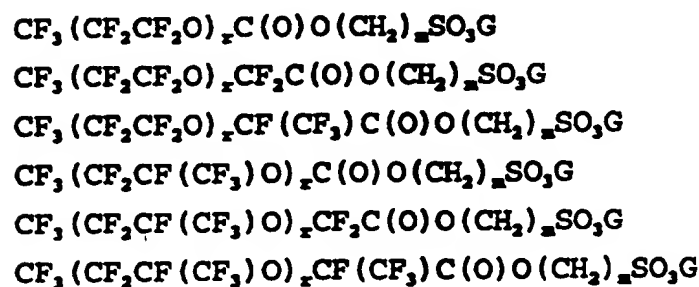 CF₃(CF₂CF₂O)ₓC(O)O(CH₂)ₘSO₃G
CF₃(CF₂CF₂O)ₓCF₂C(O)O(CH₂)ₘSO₃G
CF₃(CF₂CF₂O)ₓCF(CF₃)C(O)O(CH₂)ₘSO₃G
CF₃(CF₂CF(CF₃)O)ₓC(O)O(CH₂)ₘSO₃G
CF₃(CF₂CF(CF₃)O)ₓCF₂C(O)O(CH₂)ₘSO₃G
CF₃(CF₂CF(CF₃)O)ₓCF(CF₃)C(O)O(CH₂)ₘSO₃G